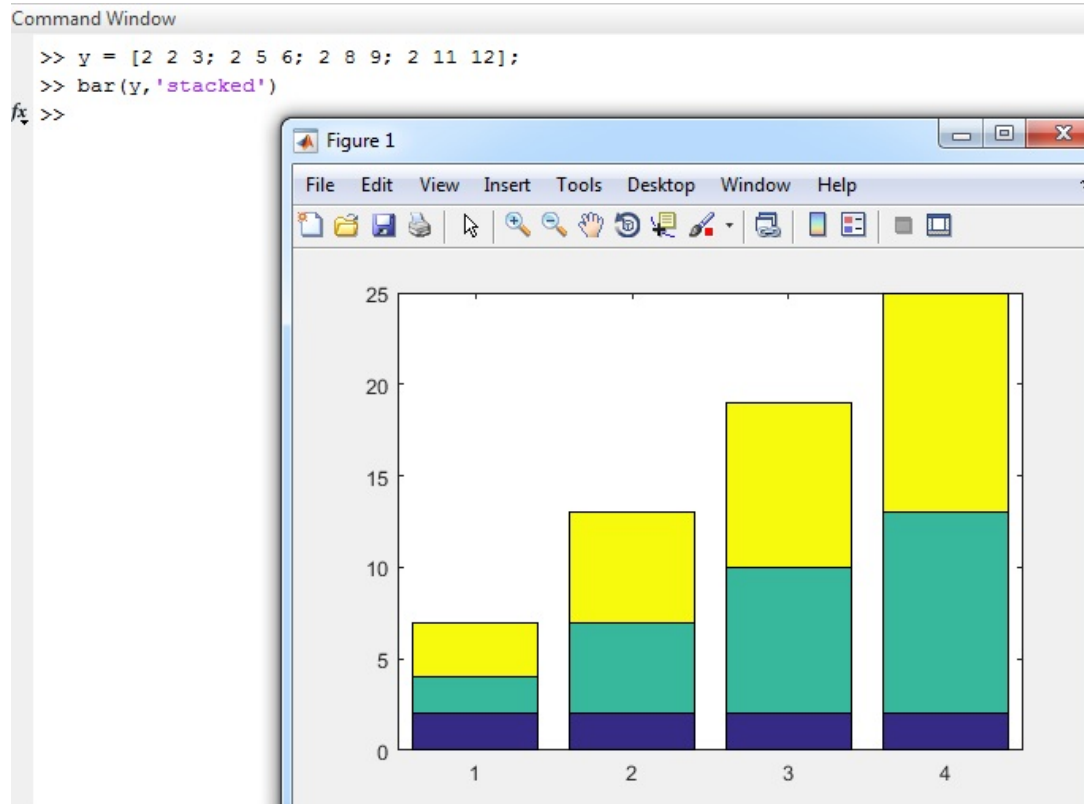 Command Window
>> y = [2 2 3; 2 5 6; 2 8 9; 2 11 12];
>> bar(y,'stacked')
fx >>
Figure 1
File Edit View Insert Tools Desktop Window Help
25
20
15
10
5
0
1 2 3 4